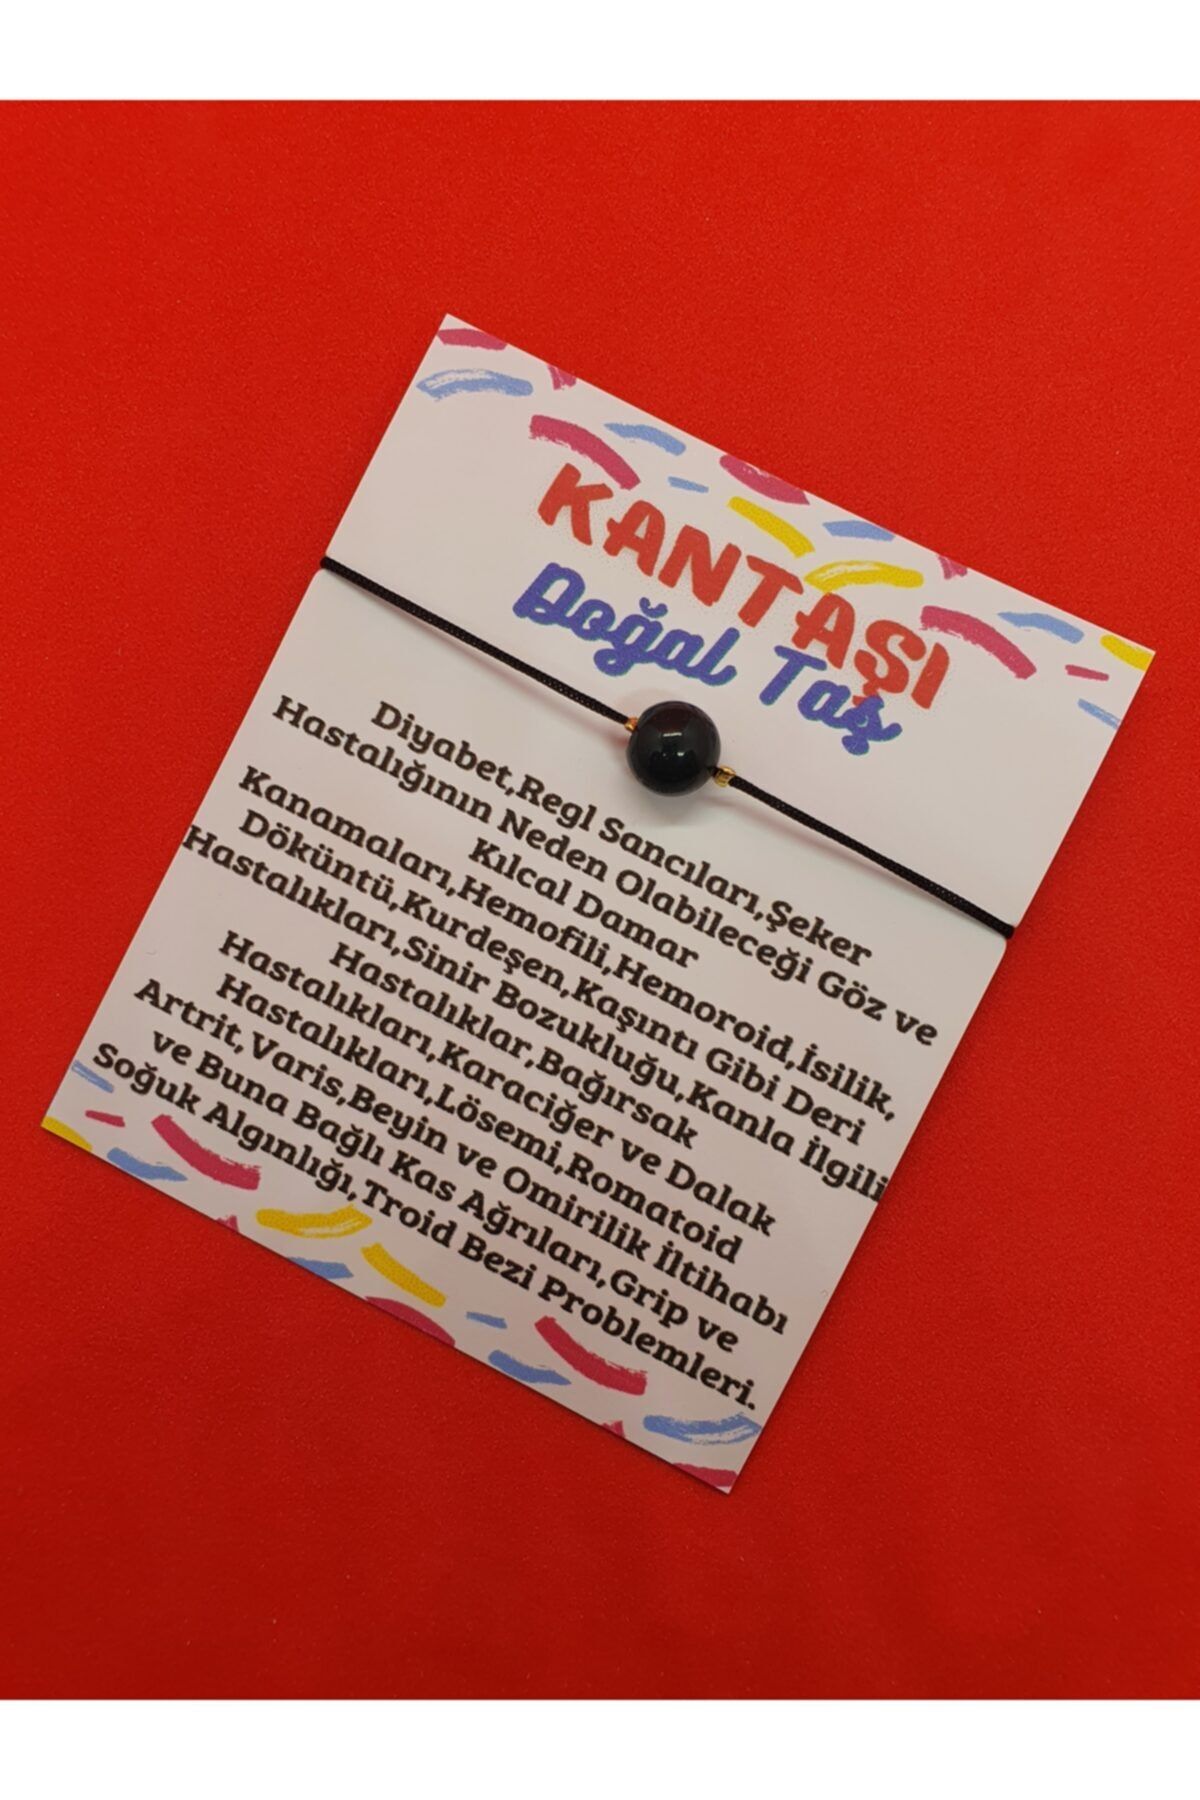 KANTAŞI
Doğal Taş
Diyabet,Regl Sancıları,Şeker
Hastalığının Neden Olabileceği Göz ve
Kılcal Damar
Kanamaları,Hemofili,Hemoroid,İsilik,
Döküntü,Kurdeşen,Kaşıntı Gibi Deri
Hastalıkları,Sinir Bozukluğu,Kanla İlgili
Hastalıklar,Bağırsak
Hastalıkları,Karaciğer ve Dalak
Hastalıkları,Lösemi,Romatoid
Artrit,Varis,Beyin ve Omirilik İltihabı
ve Buna Bağlı Kas Ağrıları,Grip ve
Soğuk Algınlığı,Troid Bezi Problemleri.